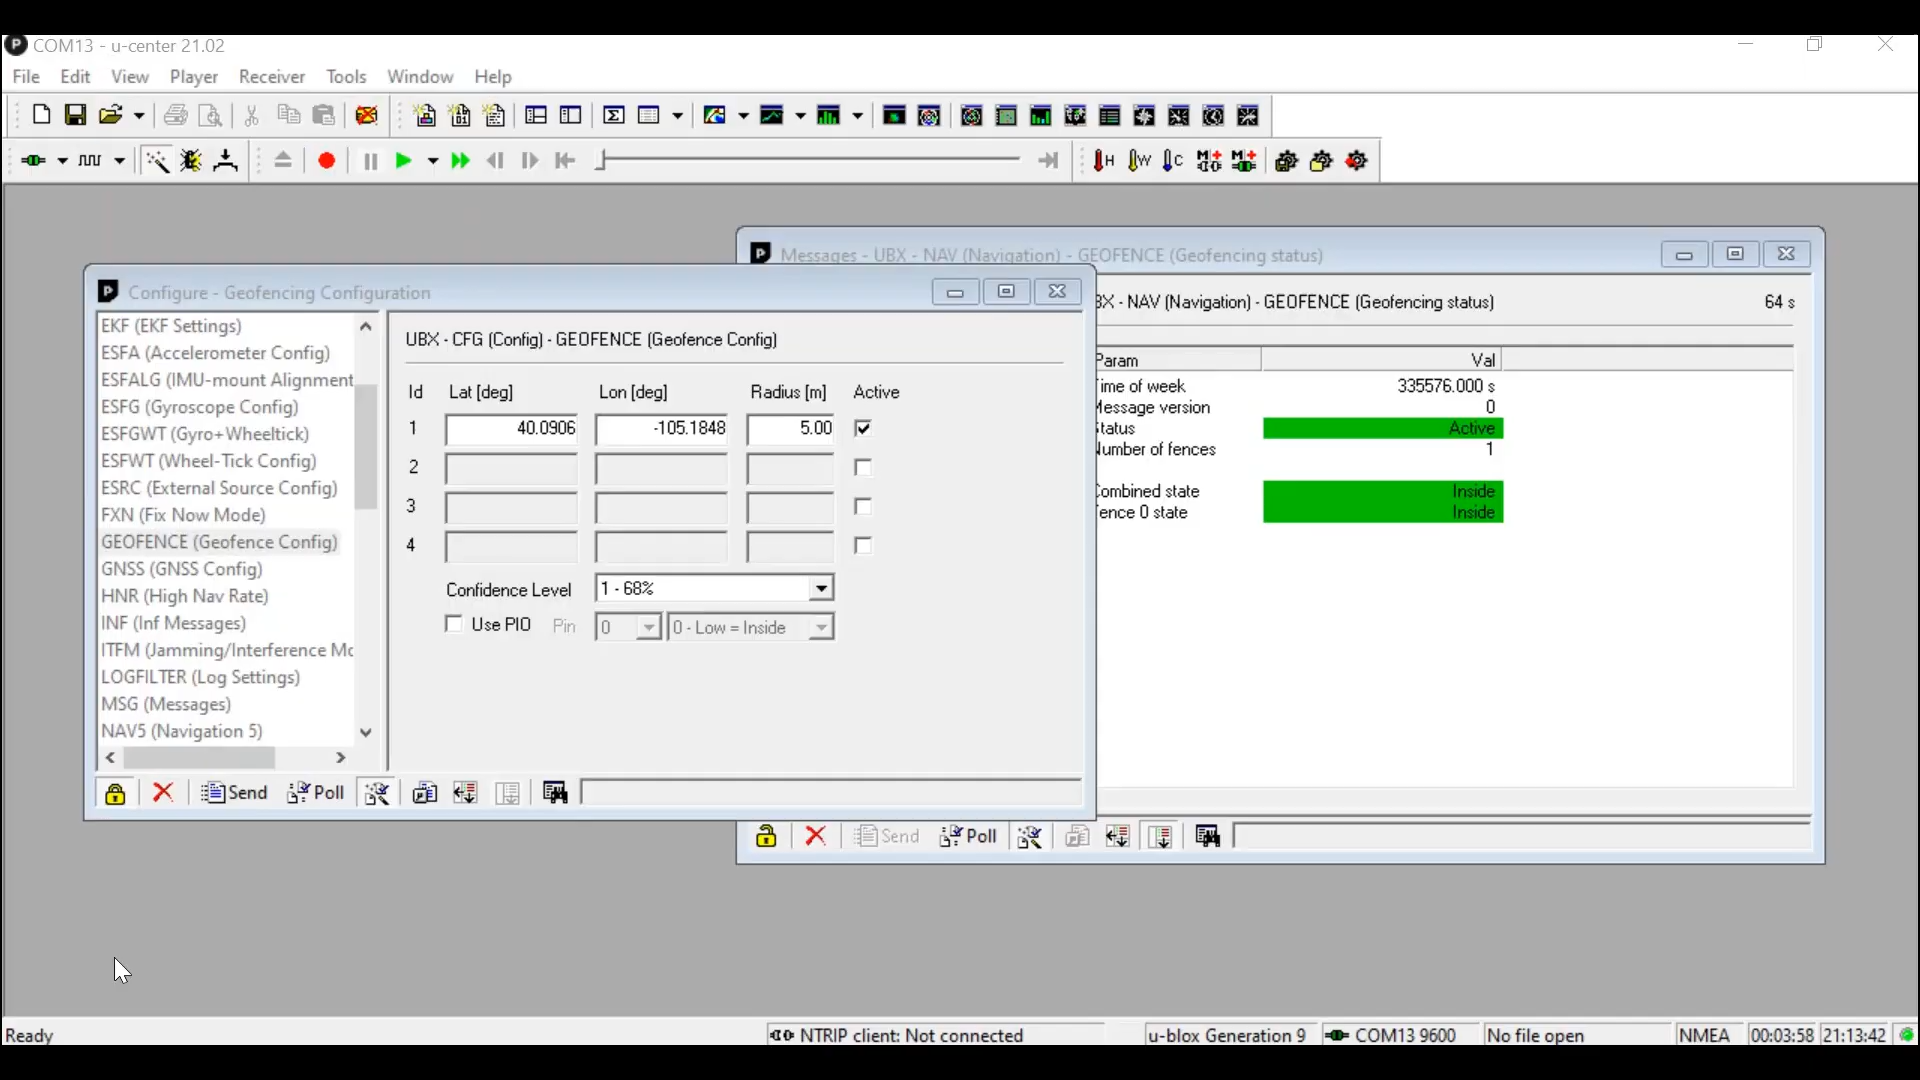 COM13 - u-center 21.02
File Edit View Player Receiver Tools Window Help
H W C
Messages - UBX - NAV (Navigation) - GEOFENCE (Geofencing status)
Configure - Geofencing Configuration
BX - NAV (Navigation) - GEOFENCE (Geofencing status) 64 s
EKF (EKF Settings)
ESFA (Accelerometer Config)
ESFALG (IMU-mount Alignment
ESFG (Gyroscope Config)
ESFGWT (Gyro+Wheeltick)
ESFWT (Wheel-Tick Config)
ESRC (External Source Config)
FXN (Fix Now Mode)
GEOFENCE (Geofence Config)
GNSS (GNSS Config)
HNR (High Nav Rate)
INF (Inf Messages)
ITFM (Jamming/Interference Mo
LOGFILTER (Log Settings)
MSG (Messages)
NAV5 (Navigation 5)
UBX - CFG (Config) - GEOFENCE (Geofence Config)
Id Lat [deg] Lon [deg] Radius [m] Active
1 40.0906 -105.1848 5.00
2
3
4
Confidence Level 1 - 68%
Use PIO Pin 0 0 - Low = Inside
Send Poll
Param Val
ime of week 335576.000 s
Message version 0
tatus Active
Number of fences 1
Combined state Inside
ence 0 state Inside
Send Poll
Ready NTRIP client: Not connected u-blox Generation 9 COM13 9600 No file open NMEA 00:03:58 21:13:42